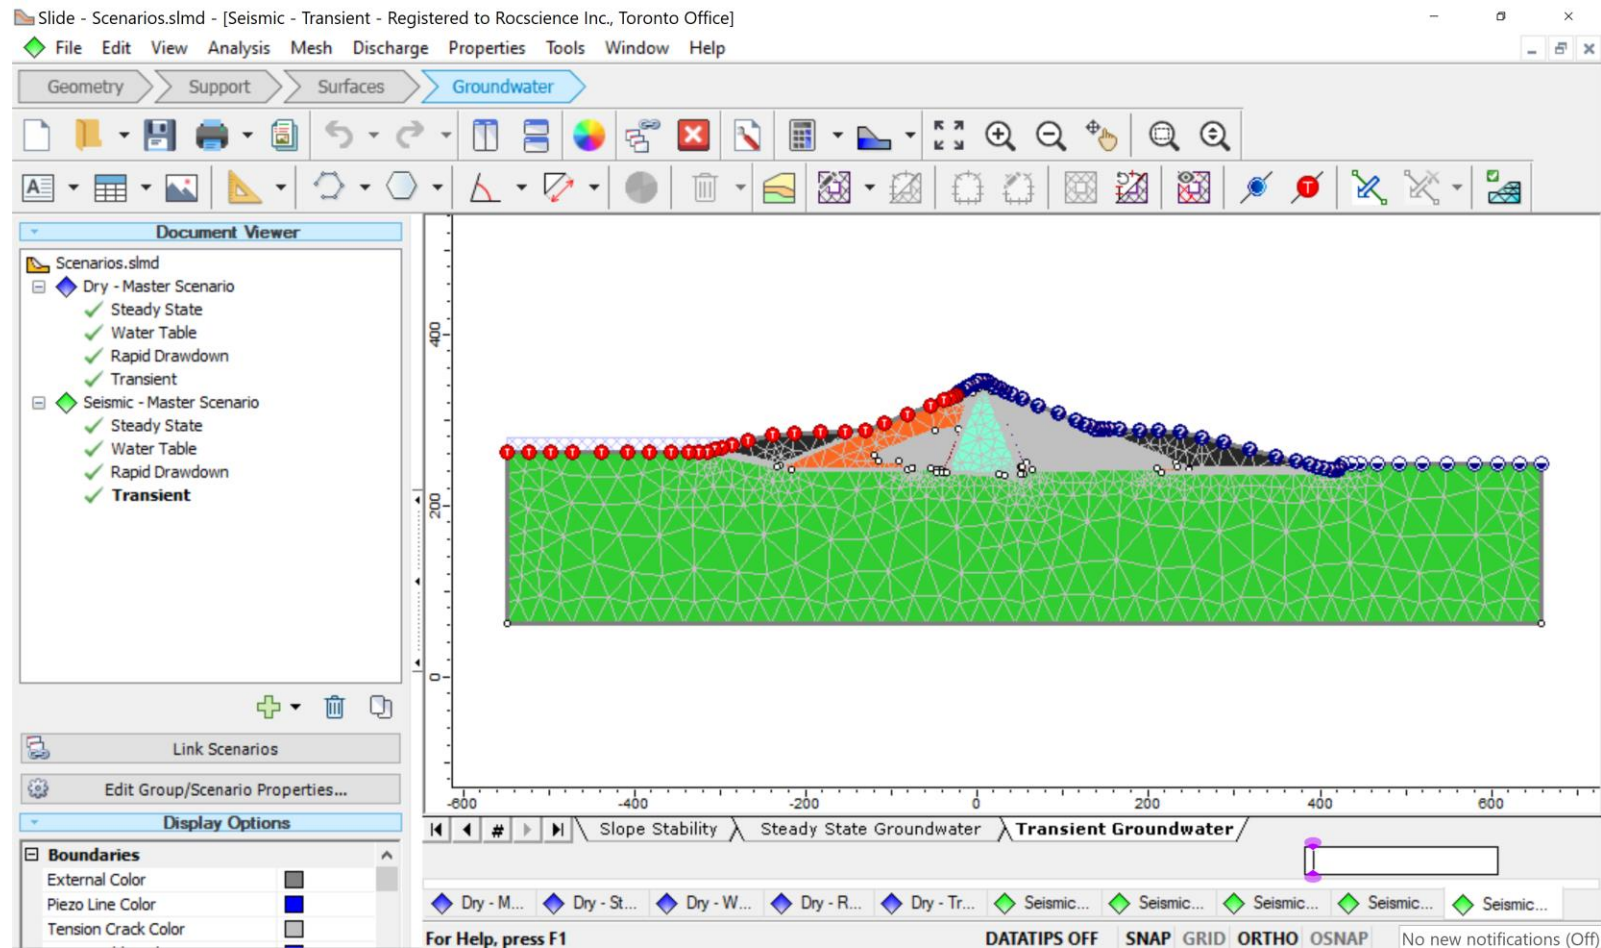 Slide - Scenarios.slmd - [Seismic - Transient - Registered to Rocscience Inc., Toronto Office]
File Edit View Analysis Mesh Discharge Properties Tools Window Help
Geometry Support Surfaces Groundwater
Document Viewer
Scenarios.slmd
Dry - Master Scenario
Steady State
Water Table
Rapid Drawdown
Transient
Seismic - Master Scenario
Steady State
Water Table
Rapid Drawdown
Transient
Link Scenarios
Edit Group/Scenario Properties...
Display Options
Boundaries
External Color
Piezo Line Color
Tension Crack Color
400
200
0
-600 -400 -200 0 200 400 600
# Slope Stability Steady State Groundwater Transient Groundwater
Dry - M... Dry - St... Dry - W... Dry - R... Dry - Tr... Seismic... Seismic... Seismic... Seismic... Seismic...
For Help, press F1 DATATIPS OFF SNAP GRID ORTHO OSNAP No new notifications (Off)